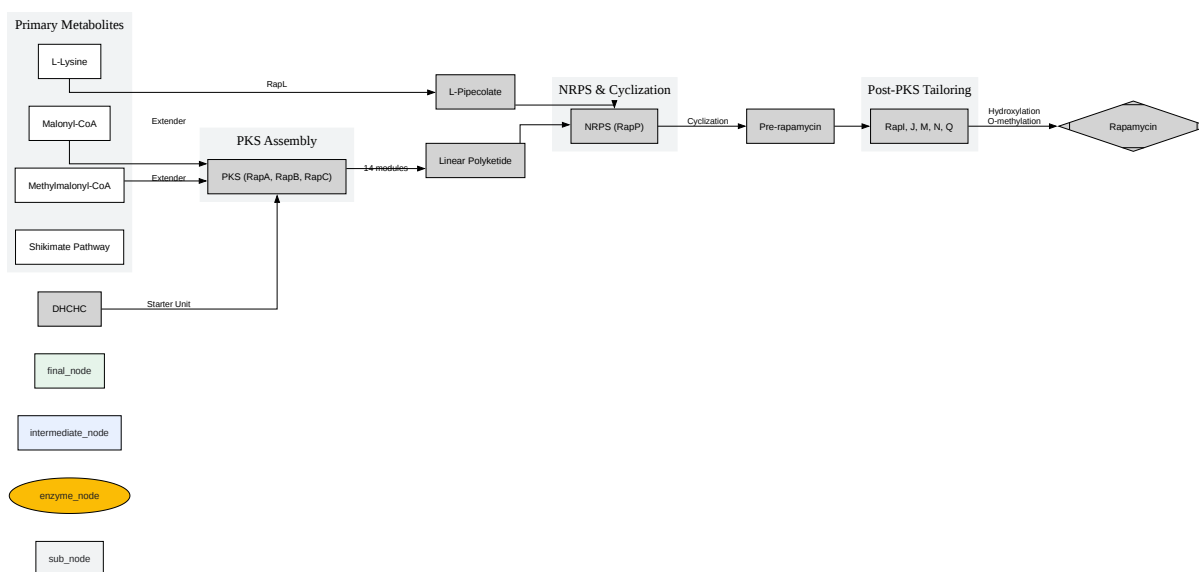 Primary Metabolites
L-Lysine
RapL
L-Pipecolate
NRPS & Cyclization
Post-PKS Tailoring
Malonyl-CoA
Extender
PKS Assembly
NRPS (RapP)
Cyclization
Pre-rapamycin
RapI, J, M, N, Q
Hydroxylation
O-methylation
Rapamycin
Methylmalonyl-CoA
Extender
PKS (RapA, RapB, RapC)
14 modules
Linear Polyketide
Shikimate Pathway
DHCHC
Starter Unit
final_node
intermediate_node
enzyme_node
sub_node